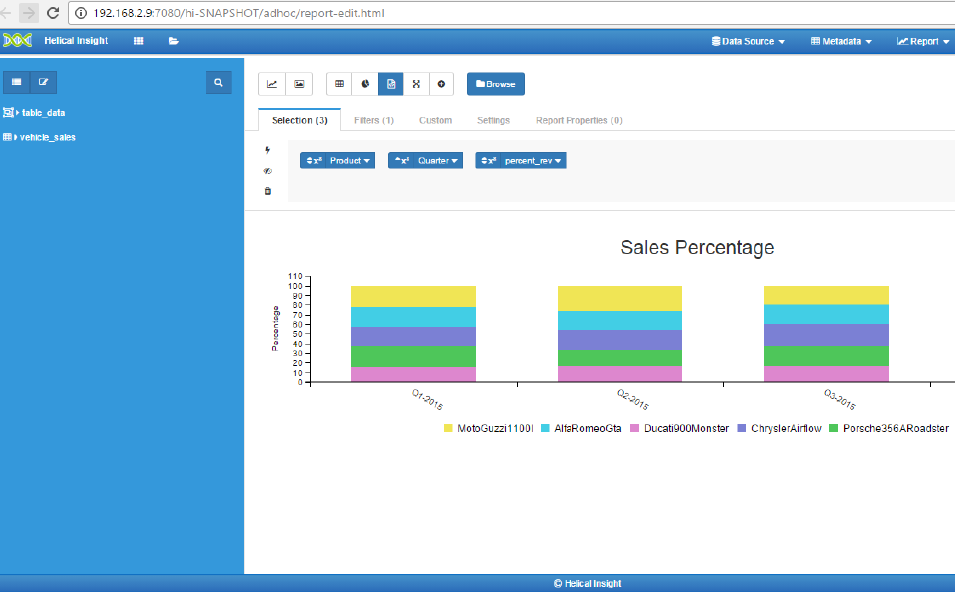 192.168.2.9:7080/hi-SNAPSHOT/adhoc/report-edit.html
Helical Insight Data Source Metadata Report
Browse
table_data
vehicle_sales
Selection (3) Filters (1) Custom Settings Report Properties (0)
x² Product x² Quarter x² percent_rev
Sales Percentage
110
100
90
80
70
60
50
40
30
20
10
0
Percentage
Q1-2015 Q2-2015 Q3-2015
MotoGuzzi1100I AlfaRomeoGta Ducati900Monster ChryslerAirflow Porsche356ARoadster
© Helical Insight